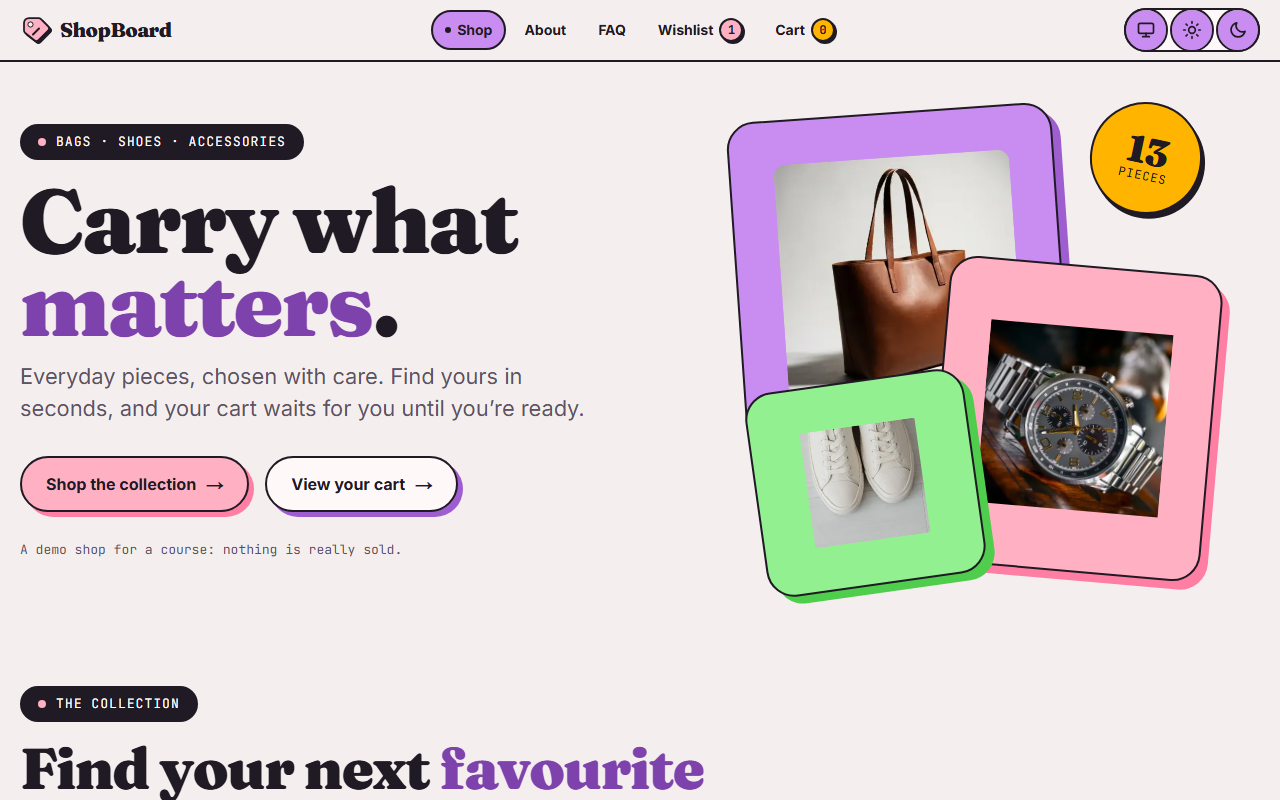 ShopBoard
Shop
About
FAQ
Wishlist 1
Cart 0
BAGS · SHOES · ACCESSORIES
Carry what
matters.
Everyday pieces, chosen with care. Find yours in
seconds, and your cart waits for you until you’re ready.
Shop the collection →
View your cart →
A demo shop for a course: nothing is really sold.
13
PIECES
THE COLLECTION
Find your next favourite